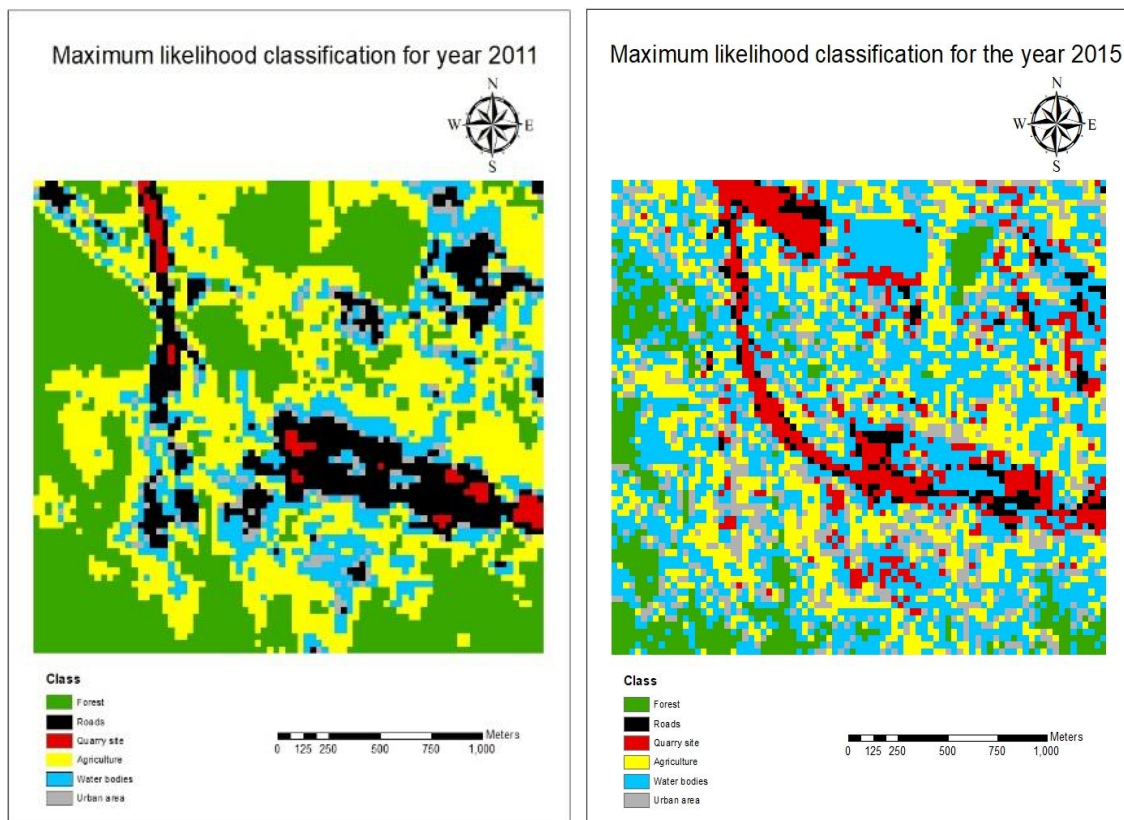 Maximum likelihood classification for year 2011
N
W E
S
Class
Forest
Roads
Quarry site
Agriculture
Water bodies
Urban area
Meters
0 125 250 500 750 1,000
Maximum likelihood classification for the year 2015
N
W E
S
Class
Forest
Roads
Quarry site
Agriculture
Water bodies
Urban area
Meters
0 125 250 500 750 1,000